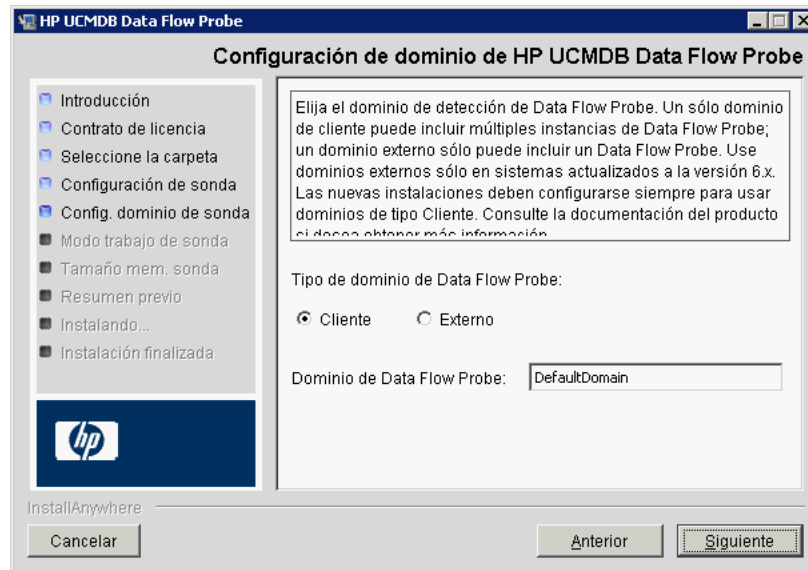 HP UCMDB Data Flow Probe
Configuración de dominio de HP UCMDB Data Flow Probe
Introducción
Contrato de licencia
Seleccione la carpeta
Configuración de sonda
Config. dominio de sonda
Modo trabajo de sonda
Tamaño mem. sonda
Resumen previo
Instalando...
Instalación finalizada
hp
Elija el dominio de detección de Data Flow Probe. Un sólo dominio
de cliente puede incluir múltiples instancias de Data Flow Probe;
un dominio externo sólo puede incluir un Data Flow Probe. Use
dominios externos sólo en sistemas actualizados a la versión 6.x.
Las nuevas instalaciones deben configurarse siempre para usar
dominios de tipo Cliente. Consulte la documentación del producto
si desea obtener más información.
Tipo de dominio de Data Flow Probe:
Cliente Externo
Dominio de Data Flow Probe: DefaultDomain
InstallAnywhere
Cancelar Anterior Siguiente